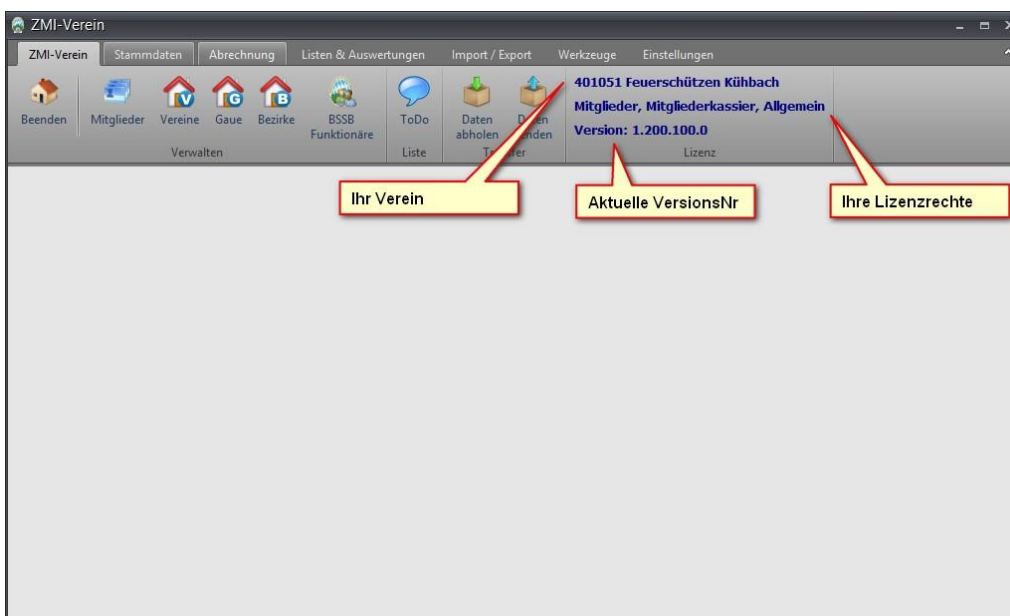 ZMI-Verein
ZMI-Verein Stammdaten Abrechnung Listen & Auswertungen Import / Export Werkzeuge Einstellungen
Beenden Mitglieder Vereine Gaue Bezirke BSSB Funktionäre ToDo Daten abholen
401051 Feuerschützen Kühbach
Mitglieder, Mitgliederkassier, Allgemein
Version: 1.200.100.0
Verwalten Liste Lizenz
Ihr Verein
Aktuelle VersionsNr
Ihre Lizenzrechte